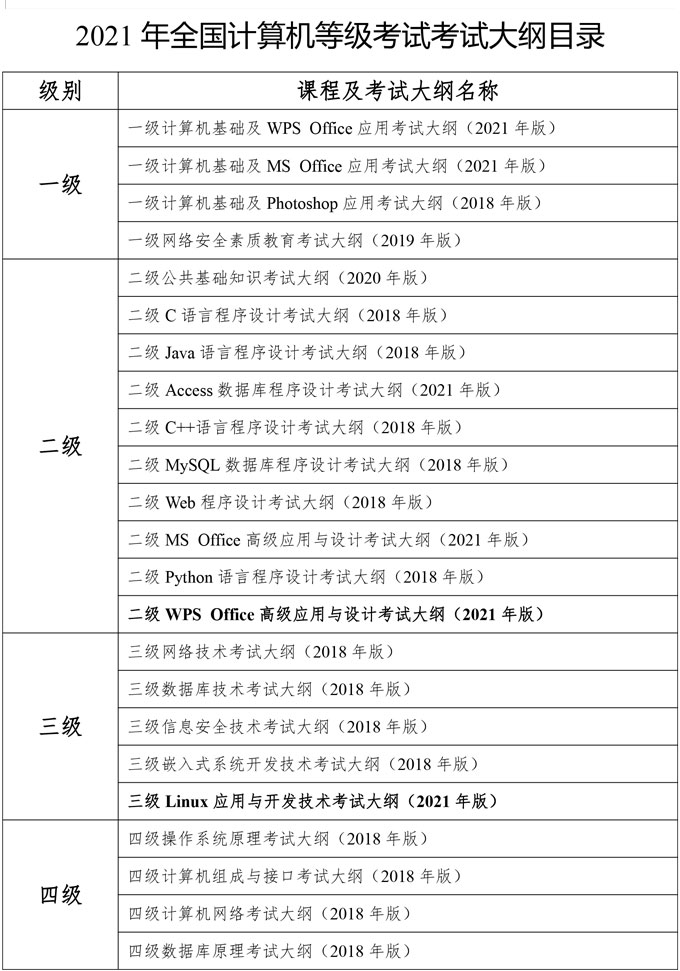 2021 年全国计算机等级考试考试大纲目录
级别
课程及考试大纲名称
一级
一级计算机基础及 WPS Office 应用考试大纲（2021 年版）
一级计算机基础及 MS Office 应用考试大纲（2021 年版）
一级计算机基础及 Photoshop 应用考试大纲（2018 年版）
一级网络安全素质教育考试大纲（2019 年版）
二级
二级公共基础知识考试大纲（2020 年版）
二级 C 语言程序设计考试大纲（2018 年版）
二级 Java 语言程序设计考试大纲（2018 年版）
二级 Access 数据库程序设计考试大纲（2021 年版）
二级 C++语言程序设计考试大纲（2018 年版）
二级 MySQL 数据库程序设计考试大纲（2018 年版）
二级 Web 程序设计考试大纲（2018 年版）
二级 MS Office 高级应用与设计考试大纲（2021 年版）
二级 Python 语言程序设计考试大纲（2018 年版）
二级 WPS Office 高级应用与设计考试大纲（2021 年版）
三级
三级网络技术考试大纲（2018 年版）
三级数据库技术考试大纲（2018 年版）
三级信息安全技术考试大纲（2018 年版）
三级嵌入式系统开发技术考试大纲（2018 年版）
三级 Linux 应用与开发技术考试大纲（2021 年版）
四级
四级操作系统原理考试大纲（2018 年版）
四级计算机组成与接口考试大纲（2018 年版）
四级计算机网络考试大纲（2018 年版）
四级数据库原理考试大纲（2018 年版）